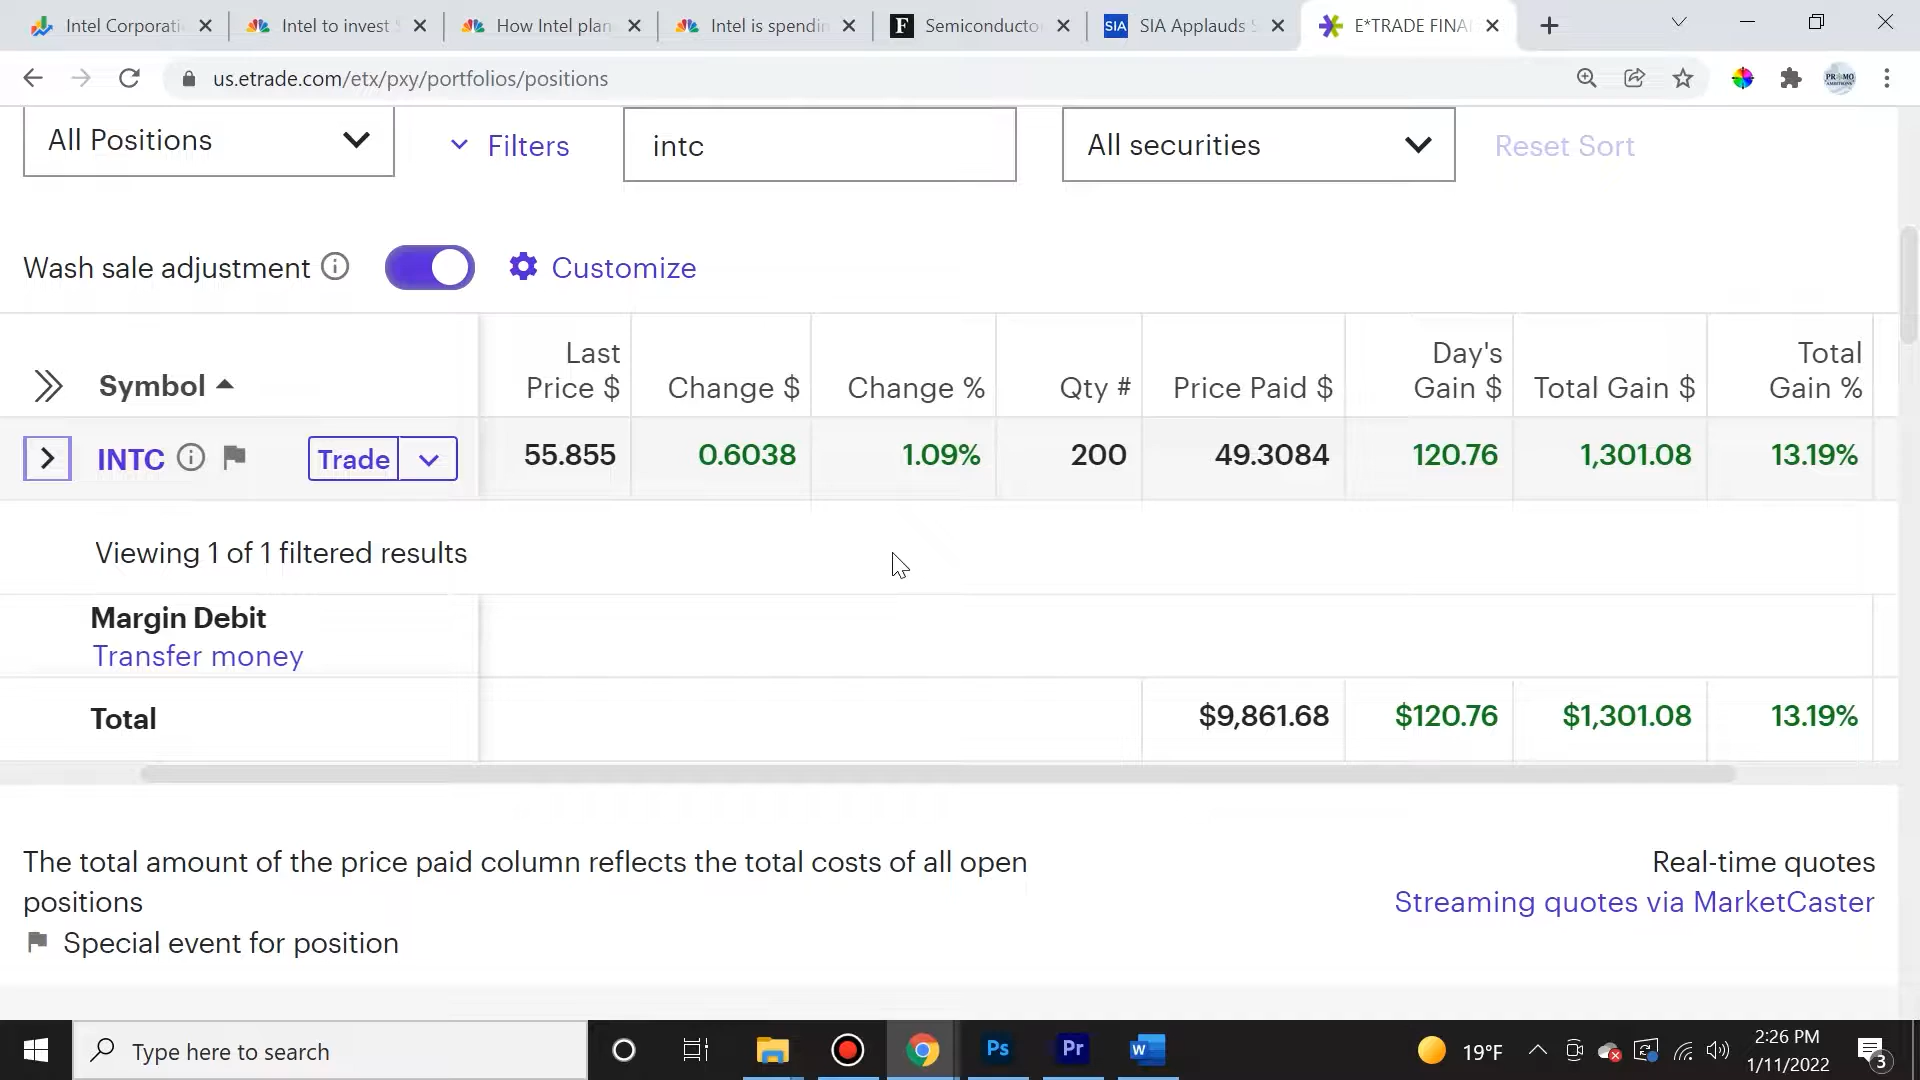 Intel Corporati
Intel to invest
How Intel plan
Intel is spendin
Semiconducto
SIA
SIA Applauds
E*TRADE FINA
us.etrade.com/etx/pxy/portfolios/positions
All Positions
Filters
intc
All securities
Reset Sort
Wash sale adjustment
Customize
Symbol
Last Price $
Change $
Change %
Qty #
Price Paid $
Day's Gain $
Total Gain $
Total Gain %
INTC Trade 55.855 0.6038 1.09% 200 49.3084 120.76 1,301.08 13.19%
Viewing 1 of 1 filtered results
Margin Debit
Transfer money
Total $9,861.68 $120.76 $1,301.08 13.19%
The total amount of the price paid column reflects the total costs of all open
positions
Special event for position
Real-time quotes
Streaming quotes via MarketCaster
Type here to search
Ps
Pr
W
19°F
2:26 PM
1/11/2022
3